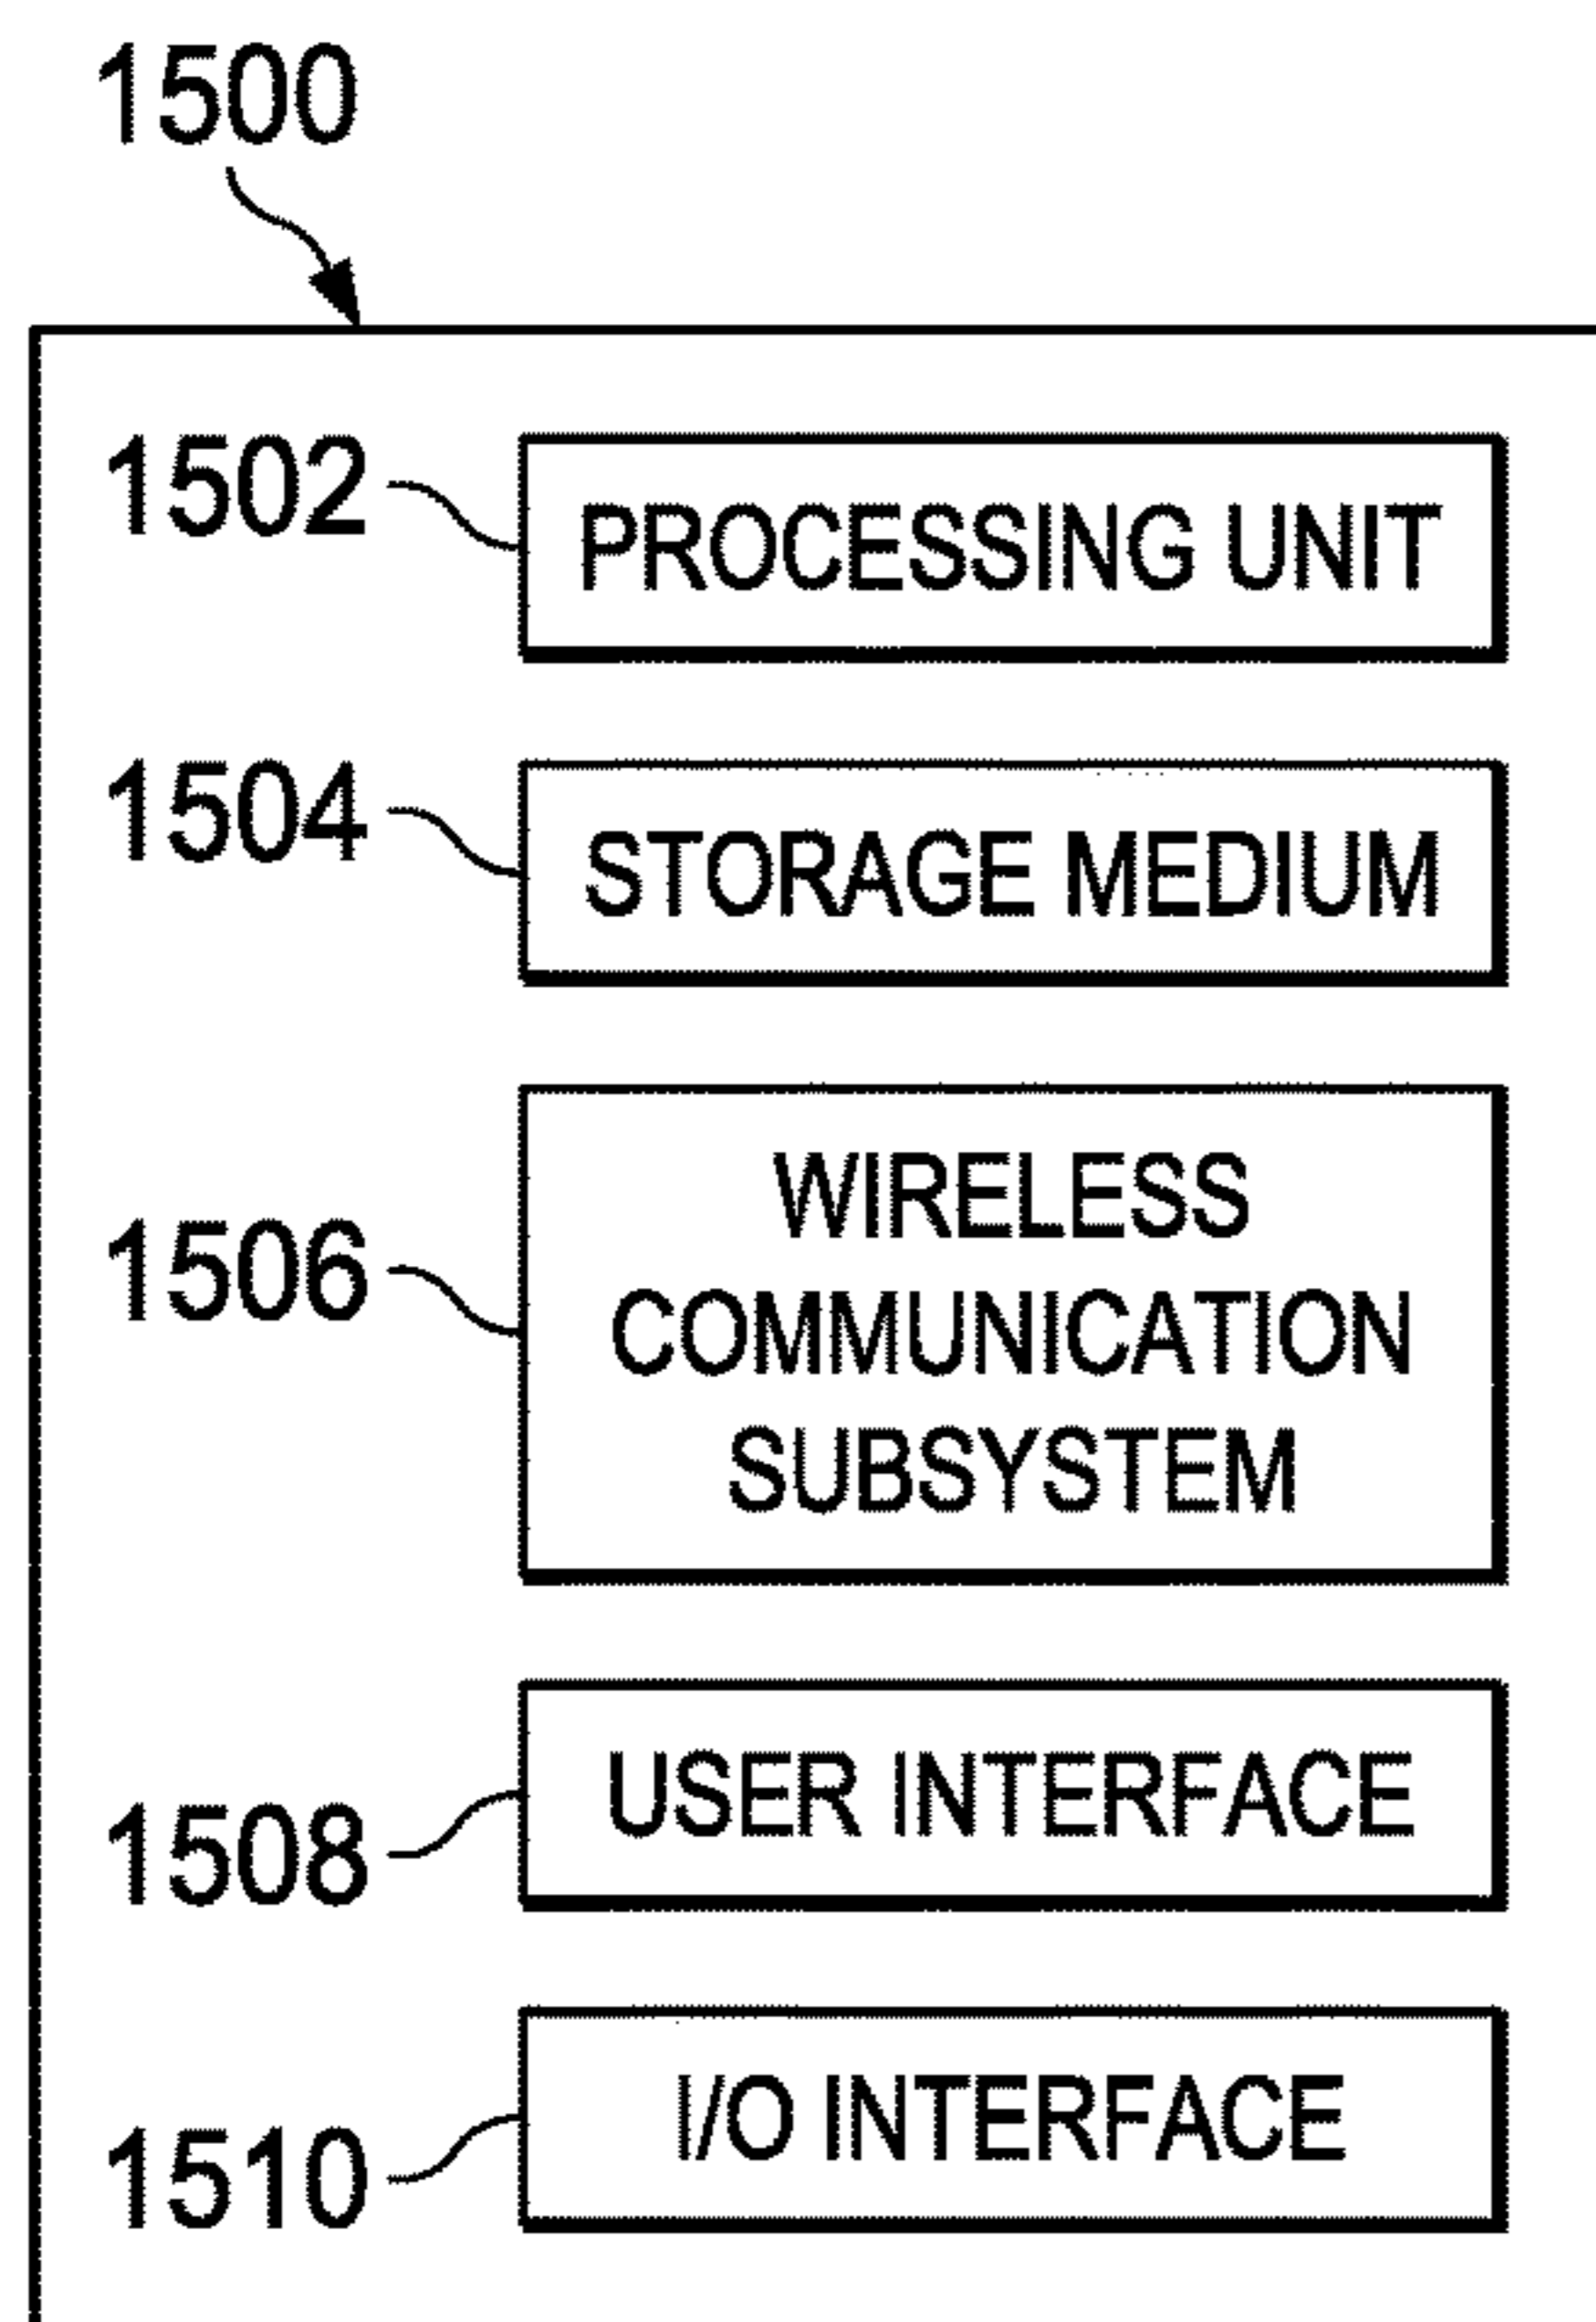 1500
1502 PROCESSING UNIT
1504 STORAGE MEDIUM
WIRELESS
1506 COMMUNICATION
SUBSYSTEM
1508 USER INTERFACE
1510 I/O INTERFACE